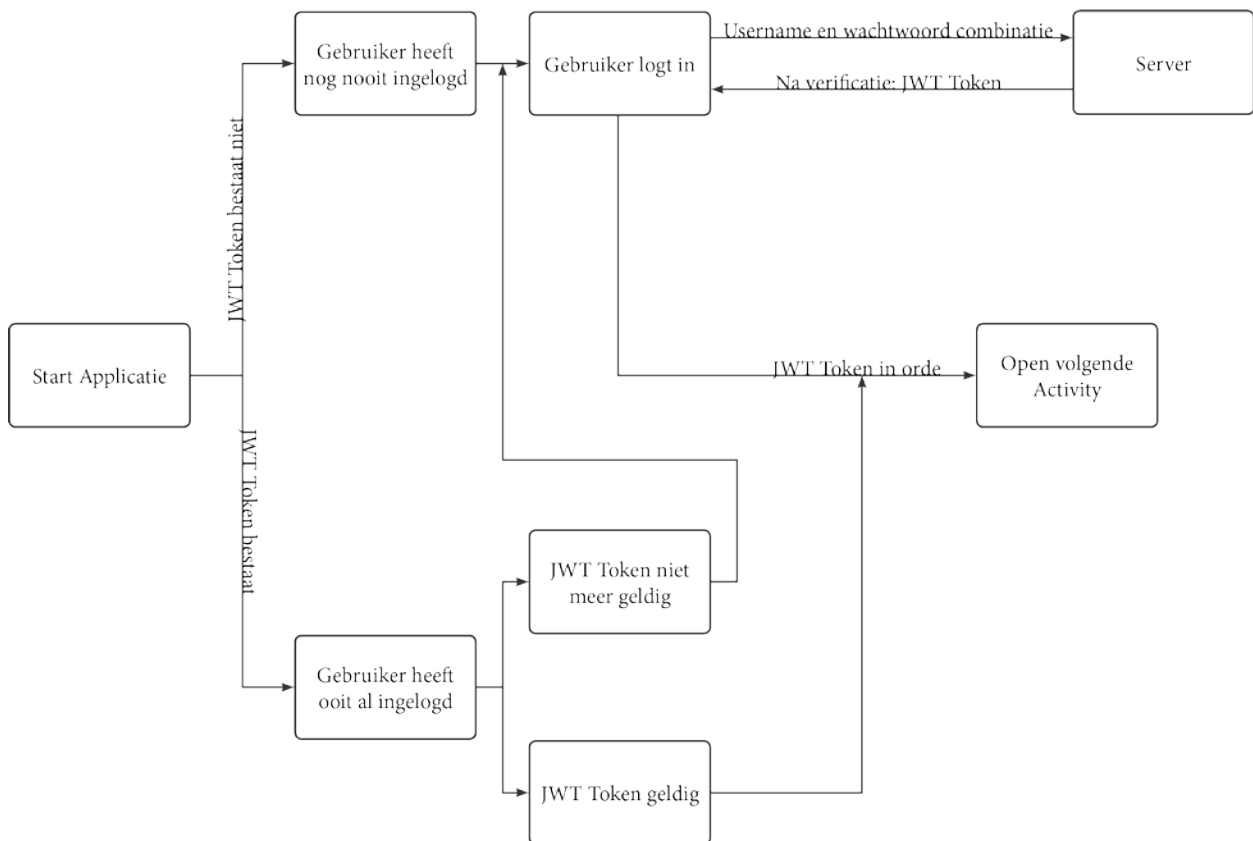 Gebruiker heeft
nog nooit ingelogd
Gebruiker logt in
Username en wachtwoord combinatie
Na verificatie: JWT Token
Server
JWT Token bestaat niet
Start Applicatie
JWT Token in orde
Open volgende
Activity
JWT Token bestaat
JWT Token niet
meer geldig
Gebruiker heeft
ooit al ingelogd
JWT Token geldig